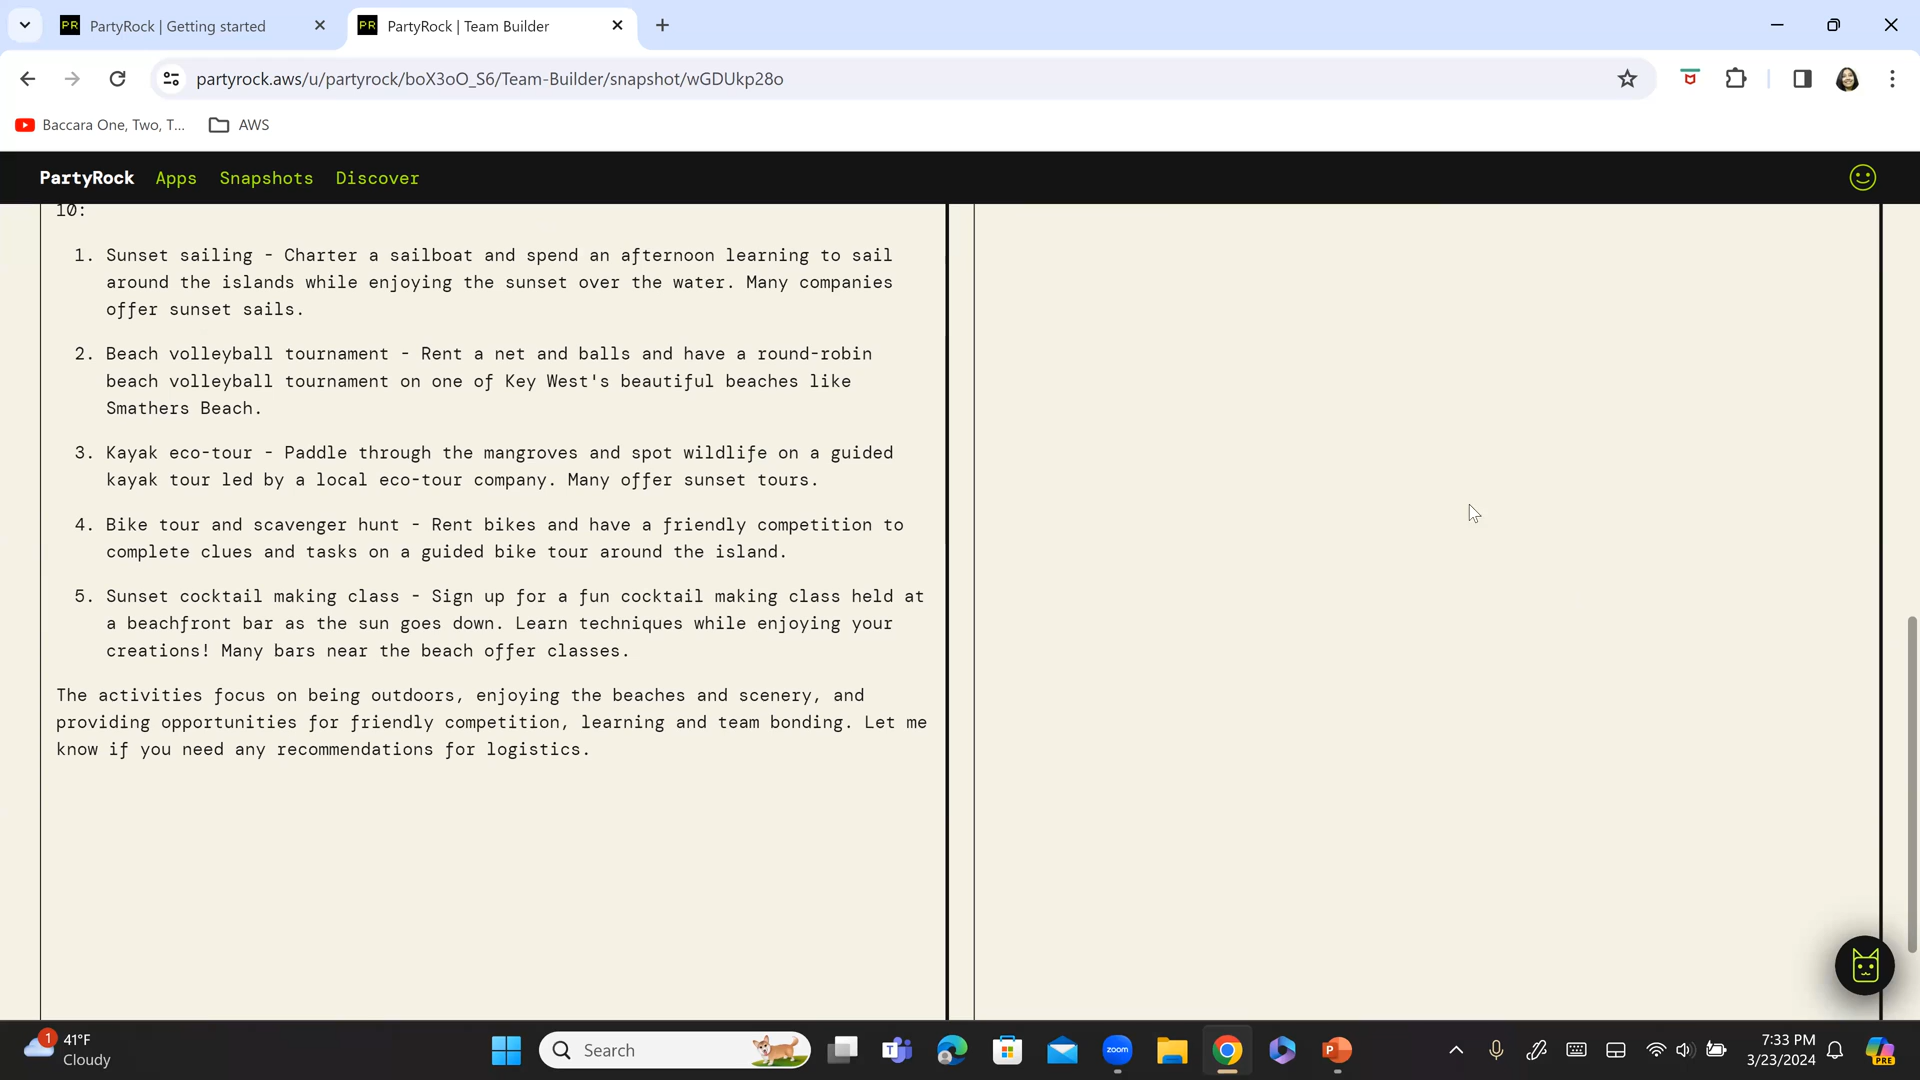 PartyRock | Getting started
PartyRock | Team Builder
partyrock.aws/u/partyrock/boX3oO_S6/Team-Builder/snapshot/wGDUkp28o
Baccara One, Two, T...
AWS
PartyRock Apps Snapshots Discover
10:
1. Sunset sailing - Charter a sailboat and spend an afternoon learning to sail
around the islands while enjoying the sunset over the water. Many companies
offer sunset sails.
2. Beach volleyball tournament - Rent a net and balls and have a round-robin
beach volleyball tournament on one of Key West's beautiful beaches like
Smathers Beach.
3. Kayak eco-tour - Paddle through the mangroves and spot wildlife on a guided
kayak tour led by a local eco-tour company. Many offer sunset tours.
4. Bike tour and scavenger hunt - Rent bikes and have a friendly competition to
complete clues and tasks on a guided bike tour around the island.
5. Sunset cocktail making class - Sign up for a fun cocktail making class held at
a beachfront bar as the sun goes down. Learn techniques while enjoying your
creations! Many bars near the beach offer classes.
The activities focus on being outdoors, enjoying the beaches and scenery, and
providing opportunities for friendly competition, learning and team bonding. Let me
know if you need any recommendations for logistics.
1
41°F
Cloudy
Search
zoom
7:33 PM
3/23/2024
PRE